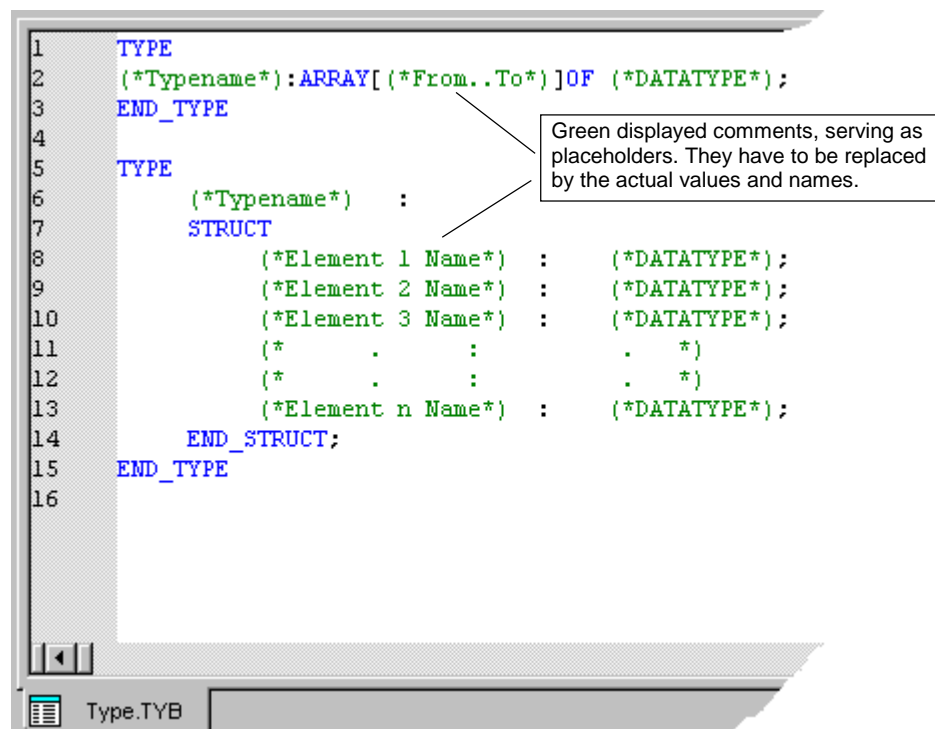 1 TYPE
2 (*Typename*):ARRAY[(*From..To*)]OF (*DATATYPE*);
3 END_TYPE
4
Green displayed comments, serving as
placeholders. They have to be replaced
by the actual values and names.
5 TYPE
6 (*Typename*) :
7 STRUCT
8 (*Element 1 Name*) : (*DATATYPE*);
9 (*Element 2 Name*) : (*DATATYPE*);
10 (*Element 3 Name*) : (*DATATYPE*);
11 (* . : . *)
12 (* . : . *)
13 (*Element n Name*) : (*DATATYPE*);
14 END_STRUCT;
15 END_TYPE
16
Type.TYB